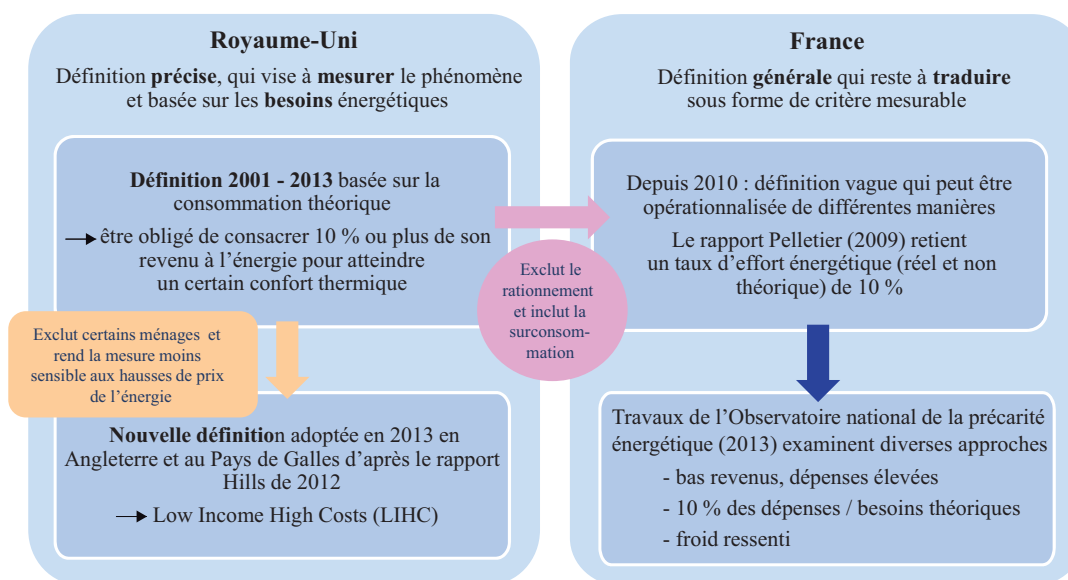 Royaume-Uni
Définition précise, qui vise à mesurer le phénomène
et basée sur les besoins énergétiques
Définition 2001 - 2013 basée sur la
consommation théorique
être obligé de consacrer 10 % ou plus de son
revenu à l’énergie pour atteindre
un certain confort thermique
Exclut certains ménages et
rend la mesure moins
sensible aux hausses de prix
de l’énergie
Nouvelle définition adoptée en 2013 en
Angleterre et au Pays de Galles d’après le rapport
Hills de 2012
Low Income High Costs (LIHC)
Exclut le
rationnement
et inclut la
surconsom-
mation
France
Définition générale qui reste à traduire
sous forme de critère mesurable
Depuis 2010 : définition vague qui peut être
opérationnalisée de différentes manières
Le rapport Pelletier (2009) retient
un taux d’effort énergétique (réel et non
théorique) de 10 %
Travaux de l’Observatoire national de la précarité
énergétique (2013) examinent diverses approches
- bas revenus, dépenses élevées
- 10 % des dépenses / besoins théoriques
- froid ressenti